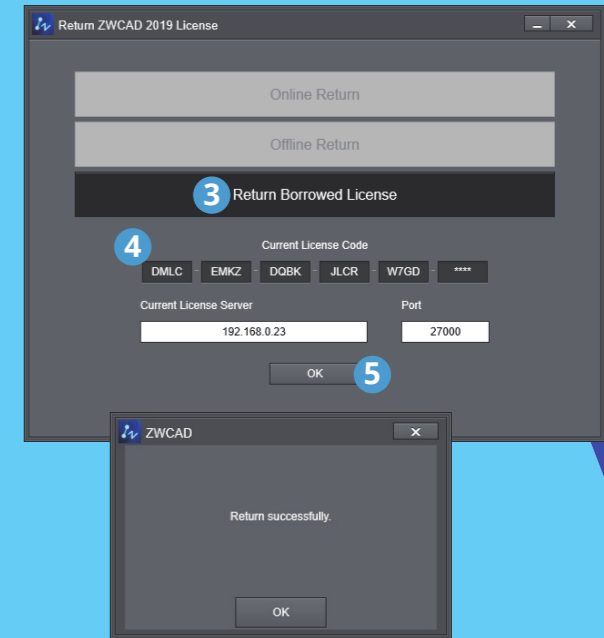 Return ZWCAD 2019 License
Online Return
Offline Return
3 Return Borrowed License
4 Current License Code
DMLC - EMKZ - DQBK - JLCR - W7GD - ****
Current License Server Port
192.168.0.23 27000
OK 5
ZWCAD
Return successfully.
OK